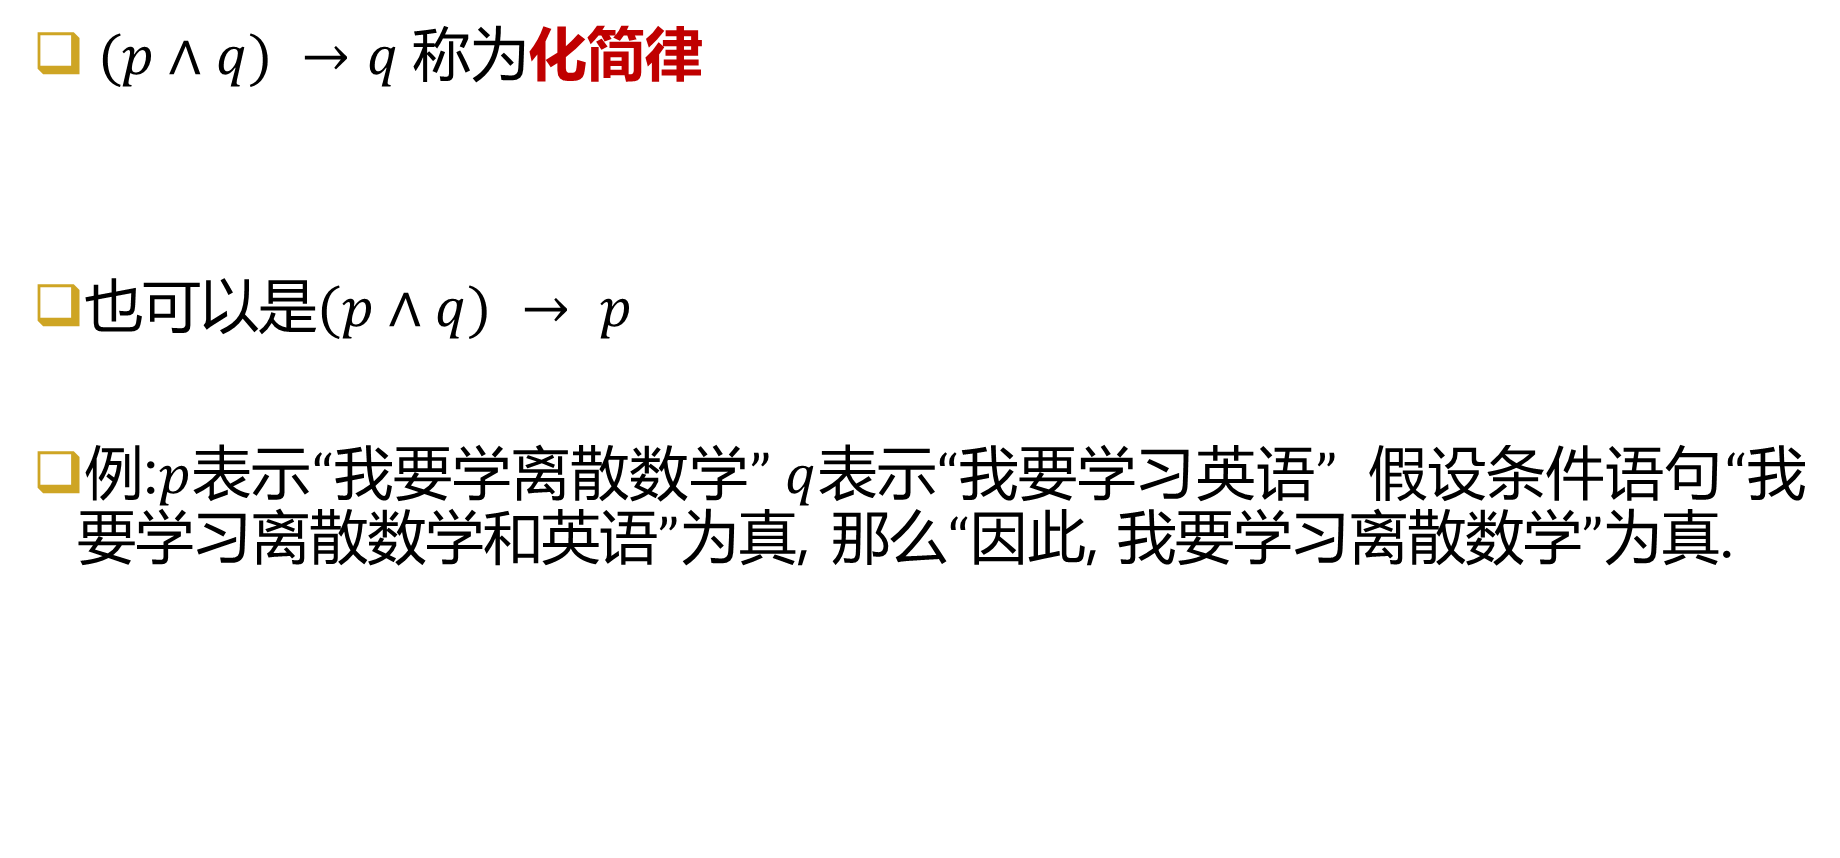 (p ∧ q) → q 称为化简律
也可以是(p ∧ q) → p
例:p表示“我要学离散数学” q表示“我要学习英语” 假设条件语句“我
要学习离散数学和英语”为真, 那么“因此, 我要学习离散数学”为真.